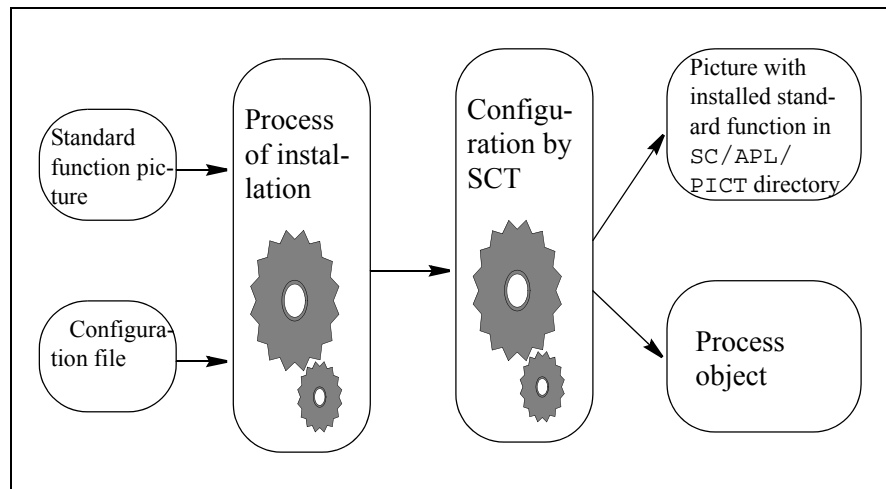 Standard
function pic-
ture
Configura-
tion file
Process
of instal-
lation
Configu-
ration by
SCT
Picture with
installed stand-
ard function in
SC/APL/
PICT directory
Process
object